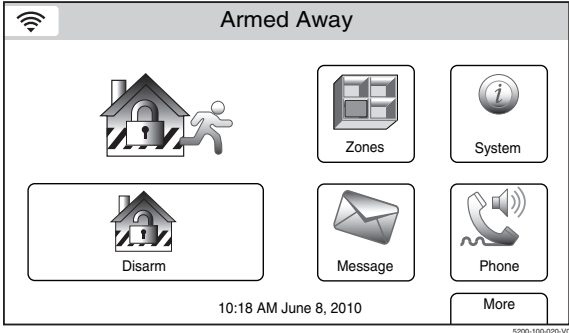 Armed Away
Zones
System
Disarm
Message
Phone
10:18 AM June 8, 2010
More
5200-100-020-V0